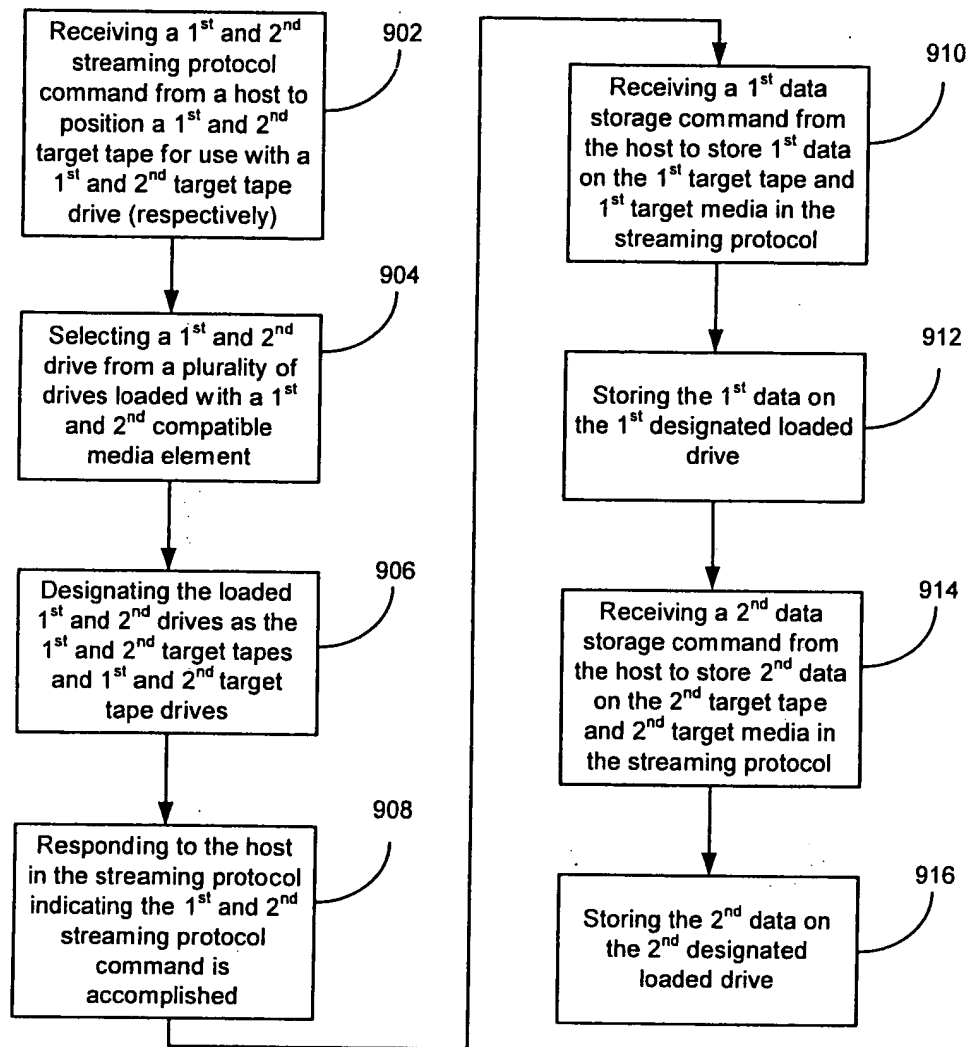 Receiving a 1st and 2nd
streaming protocol
command from a host to
position a 1st and 2nd
target tape for use with a
1st and 2nd target tape
drive (respectively)
902
Selecting a 1st and 2nd
drive from a plurality of
drives loaded with a 1st
and 2nd compatible
media element
904
Designating the loaded
1st and 2nd drives as the
1st and 2nd target tapes
and 1st and 2nd target
tape drives
906
Responding to the host
in the streaming protocol
indicating the 1st and 2nd
streaming protocol
command is
accomplished
908
Receiving a 1st data
storage command from
the host to store 1st data
on the 1st target tape and
1st target media in the
streaming protocol
910
Storing the 1st data on
the 1st designated loaded
drive
912
Receiving a 2nd data
storage command from
the host to store 2nd data
on the 2nd target tape
and 2nd target media in
the streaming protocol
914
Storing the 2nd data on
the 2nd designated
loaded drive
916